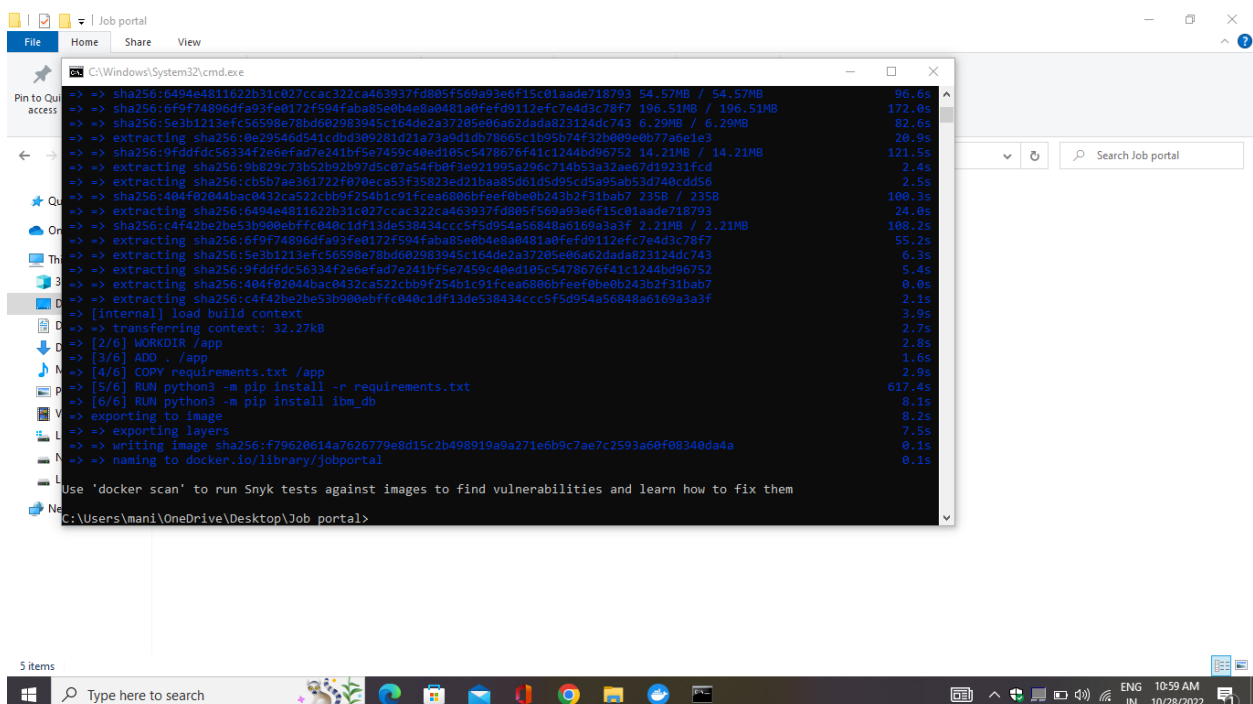 Job portal
File Home Share View
Pin to Qui
access
C:\Windows\System32\cmd.exe
=> => sha256:6494e4811622b31c027ccac322ca463937fd805f569a93e6f15c01aade718793 54.57MB / 54.57MB 96.6s
=> => sha256:6f9f74896dfa93fe0172f594faba85e0b4e8a0481a0fefd9112efc7e4d3c78f7 196.51MB / 196.51MB 172.0s
=> => sha256:5e3b1213efc56598e78bd602983945c164de2a37205e06a62dada823124dc743 6.29MB / 6.29MB 82.6s
=> => extracting sha256:0e29546d541cdbd309281d21a73a9d1db78665c1b95b74f32b009e0b77a6e1e3 20.9s
=> => sha256:9fddfdc56334f2e6efad7e241bf5e7459c40ed105c5478676f41c1244bd96752 14.21MB / 14.21MB 121.5s
=> => extracting sha256:9b829c73b52b92b97d5c07a54fb0f3e921995a296c714b53a32ae67d19231fcd 2.4s
=> => extracting sha256:cb5b7ae361722f070eca53f35823ed21baa85d61d5d95cd5a95ab53d740cdd56 2.5s
=> => sha256:404f02044bac0432ca522cbb9f254b1c91fcea6806bfeef0be0b243b2f31bab7 235B / 235B 100.3s
=> => extracting sha256:6494e4811622b31c027ccac322ca463937fd805f569a93e6f15c01aade718793 24.0s
=> => sha256:c4f42be2be53b900ebffc040c1df13de538434ccc5f5d954a56848a6169a3a3f 2.21MB / 2.21MB 108.2s
=> => extracting sha256:6f9f74896dfa93fe0172f594faba85e0b4e8a0481a0fefd9112efc7e4d3c78f7 55.2s
=> => extracting sha256:5e3b1213efc56598e78bd602983945c164de2a37205e06a62dada823124dc743 6.3s
=> => extracting sha256:9fddfdc56334f2e6efad7e241bf5e7459c40ed105c5478676f41c1244bd96752 5.4s
=> => extracting sha256:404f02044bac0432ca522cbb9f254b1c91fcea6806bfeef0be0b243b2f31bab7 0.0s
=> => extracting sha256:c4f42be2be53b900ebffc040c1df13de538434ccc5f5d954a56848a6169a3a3f 2.1s
=> [internal] load build context 3.9s
=> => transferring context: 32.27kB 2.7s
=> [2/6] WORKDIR /app 2.8s
=> [3/6] ADD . /app 1.6s
=> [4/6] COPY requirements.txt /app 2.9s
=> [5/6] RUN python3 -m pip install -r requirements.txt 617.4s
=> [6/6] RUN python3 -m pip install ibm_db 8.1s
=> exporting to image 8.2s
=> => exporting layers 7.5s
=> => writing image sha256:f79620614a7626779e8d15c2b498919a9a271e6b9c7ae7c2593a60f08340da4a 0.1s
=> => naming to docker.io/library/jobportal 0.1s
Use 'docker scan' to run Snyk tests against images to find vulnerabilities and learn how to fix them
C:\Users\mani\OneDrive\Desktop\Job portal>
Search Job portal
Qu
On
Thi
3
D
D
D
M
P
V
L
N
L
Ne
5 items
Type here to search
ENG 10:59 AM
IN 10/28/2022